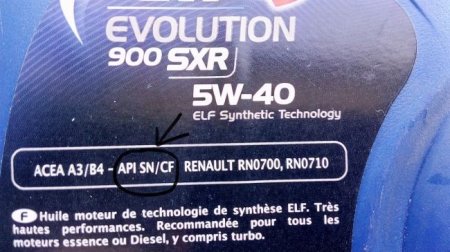 EVOLUTION
900 SXR
5W-40
ELF Synthetic Technology
ACEA A3/B4 - API SN/CF RENAULT RN0700, RN0710
F Huile moteur de technologie de synthèse ELF. Très
hautes performances. Recommandée pour tous les
moteurs essence ou Diesel, y compris turbo.